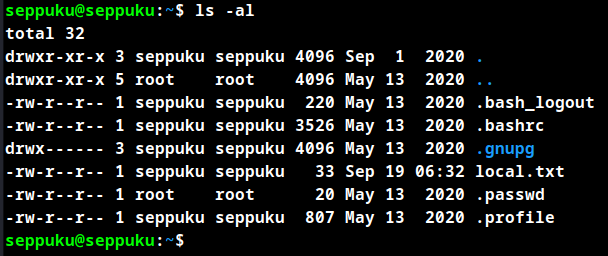 seppuku@seppuku:~$ ls -al
total 32
drwxr-xr-x 3 seppuku seppuku 4096 Sep  1  2020 .
drwxr-xr-x 5 root    root    4096 May 13  2020 ..
-rw-r--r-- 1 seppuku seppuku  220 May 13  2020 .bash_logout
-rw-r--r-- 1 seppuku seppuku 3526 May 13  2020 .bashrc
drwx------ 3 seppuku seppuku 4096 May 13  2020 .gnupg
-rw-r--r-- 1 seppuku seppuku   33 Sep 19 06:32 local.txt
-rw-r--r-- 1 root    root      20 May 13  2020 .passwd
-rw-r--r-- 1 seppuku seppuku  807 May 13  2020 .profile
seppuku@seppuku:~$